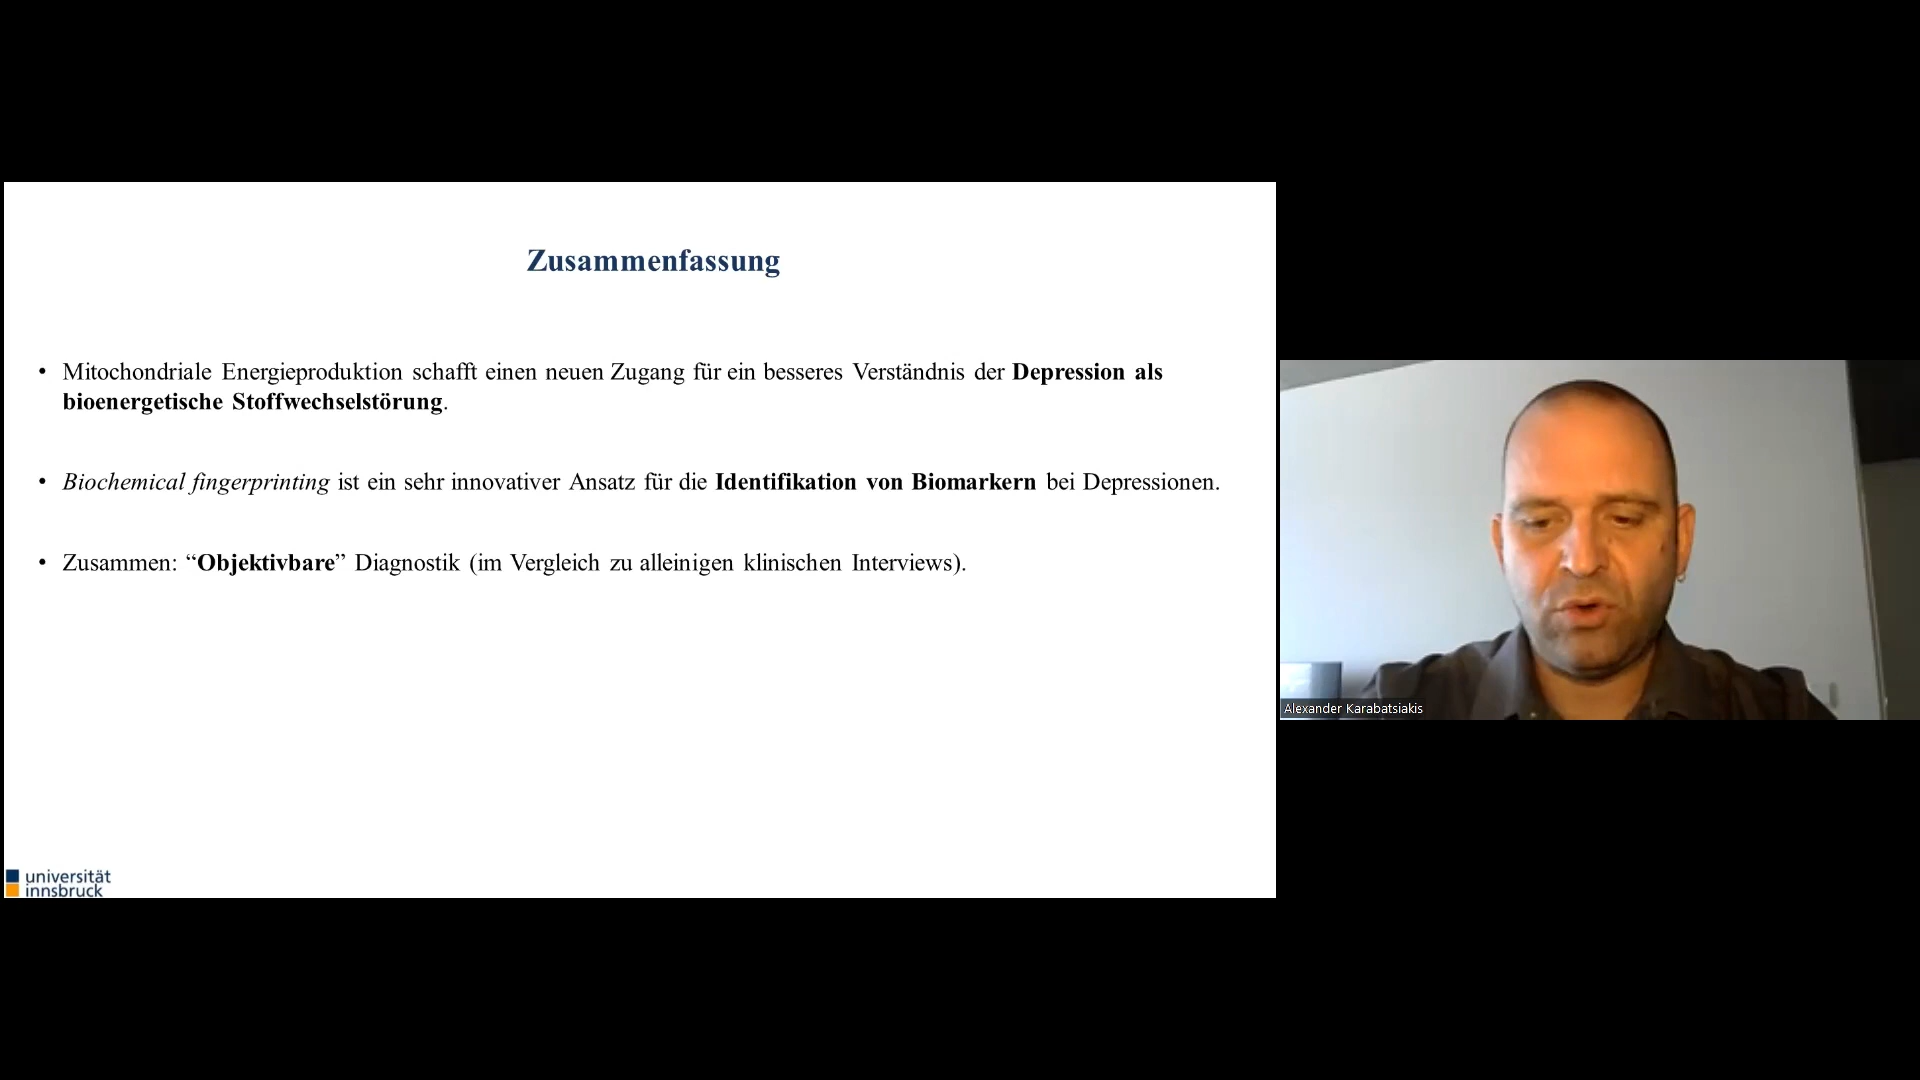 Zusammenfassung
• Mitochondriale Energieproduktion schafft einen neuen Zugang für ein besseres Verständnis der Depression als
bioenergetische Stoffwechselstörung.
• Biochemical fingerprinting ist ein sehr innovativer Ansatz für die Identifikation von Biomarkern bei Depressionen.
• Zusammen: “Objektivbare” Diagnostik (im Vergleich zu alleinigen klinischen Interviews).
universität
innsbruck
Alexander Karabatsiakis